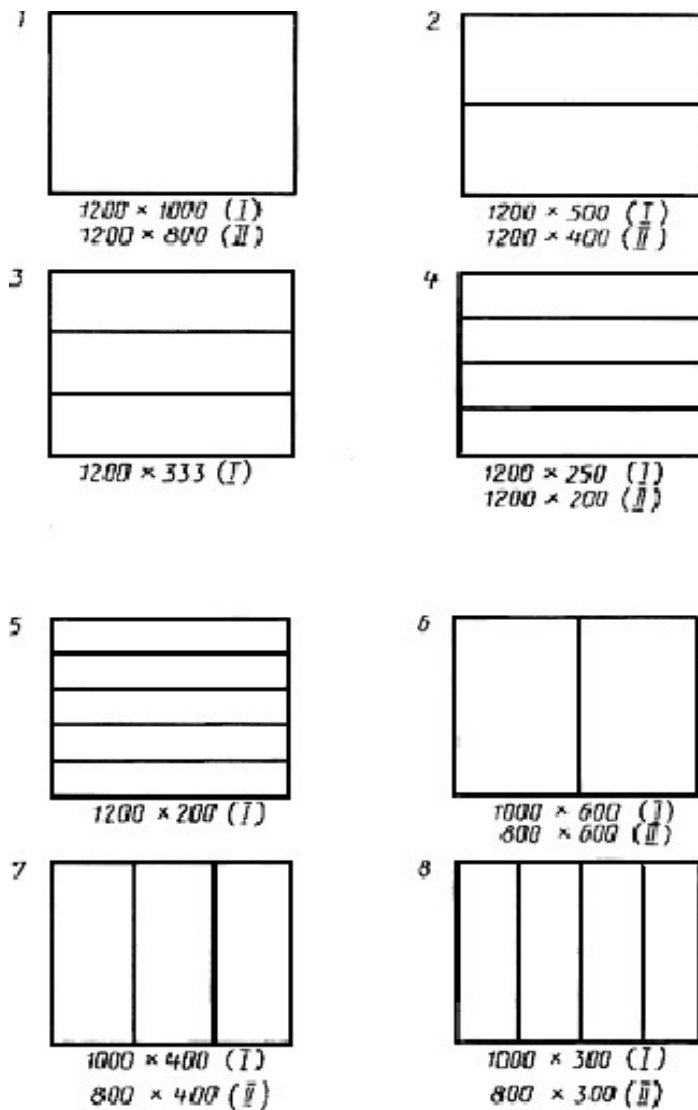 1
1200 × 1000 (I)
1200 × 800 (II)
2
1200 × 500 (I)
1200 × 400 (II)
3
1200 × 333 (I)
4
1200 × 250 (I)
1200 × 200 (II)
5
1200 × 200 (I)
6
1000 × 600 (I)
800 × 600 (II)
7
1000 × 400 (I)
800 × 400 (II)
8
1000 × 300 (I)
800 × 300 (II)